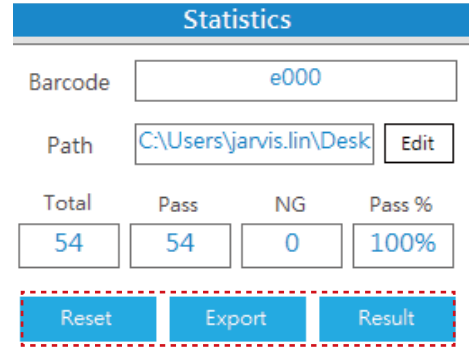 Statistics
Barcode e000
Path C:\Users\jarvis.lin\Desk Edit
Total Pass NG Pass %
54 54 0 100%
Reset Export Result